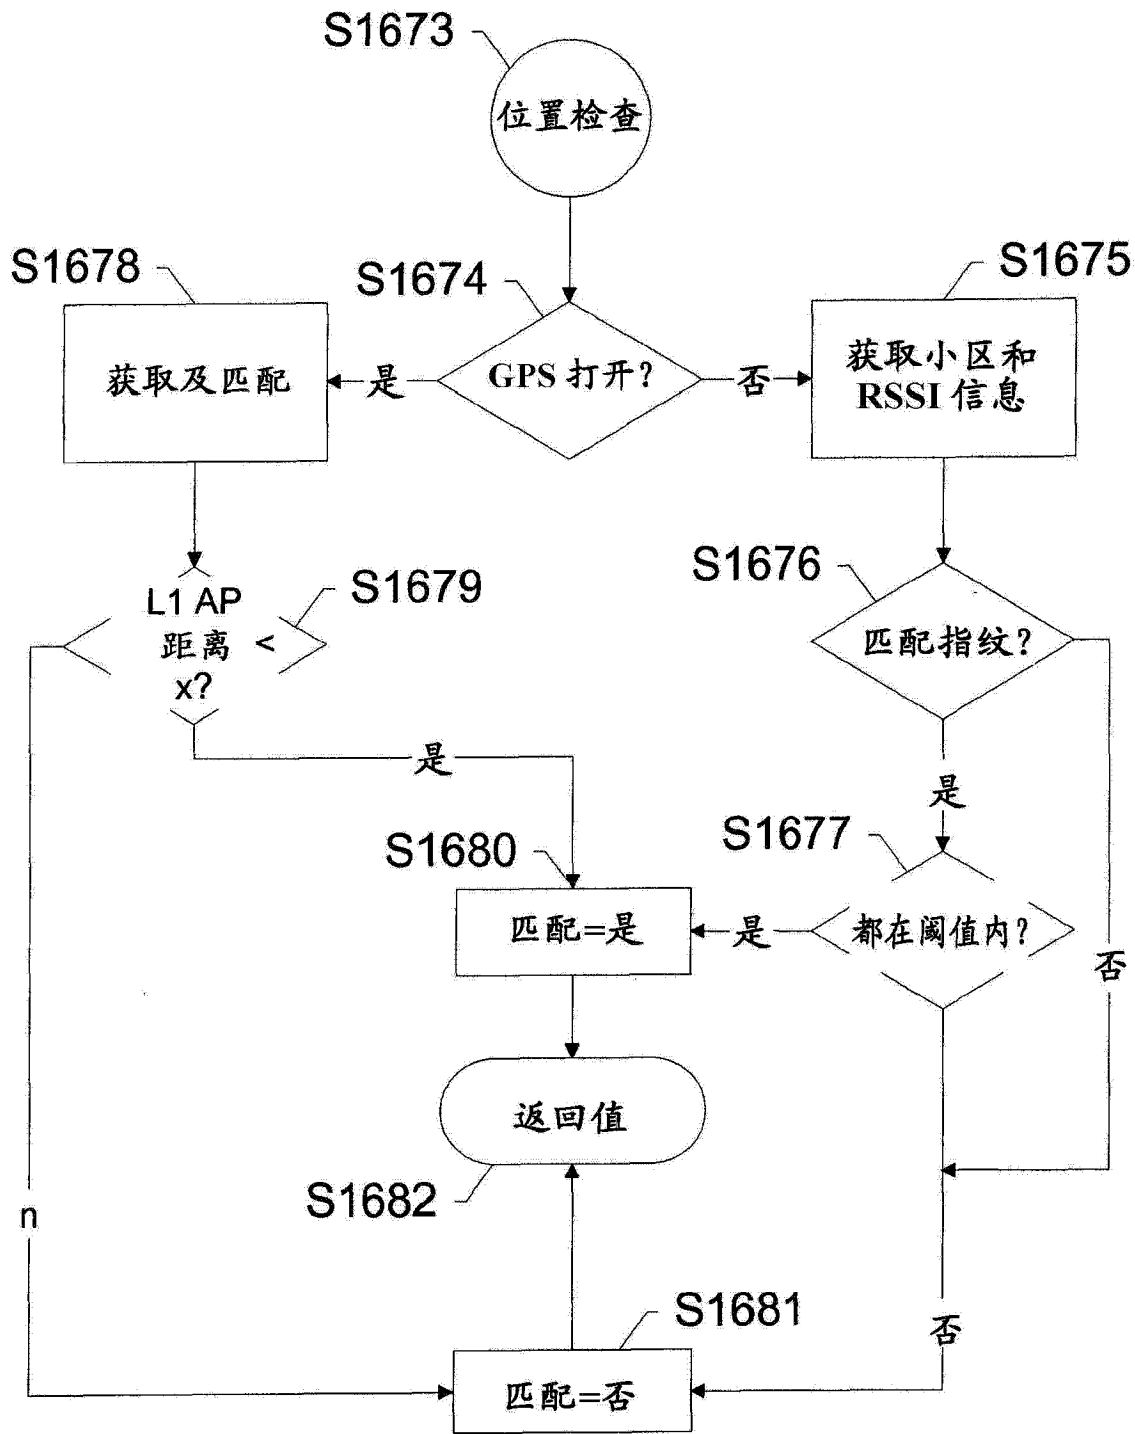 S1673
位置检查
S1678
S1674
S1675
获取及匹配
是
GPS 打开?
否
获取小区和
RSSI 信息
S1679
L1 AP
距离 <
x?
S1676
匹配指纹?
是
是
S1680
S1677
匹配=是
是
都在阈值内?
否
返回值
S1682
n
S1681
否
匹配=否